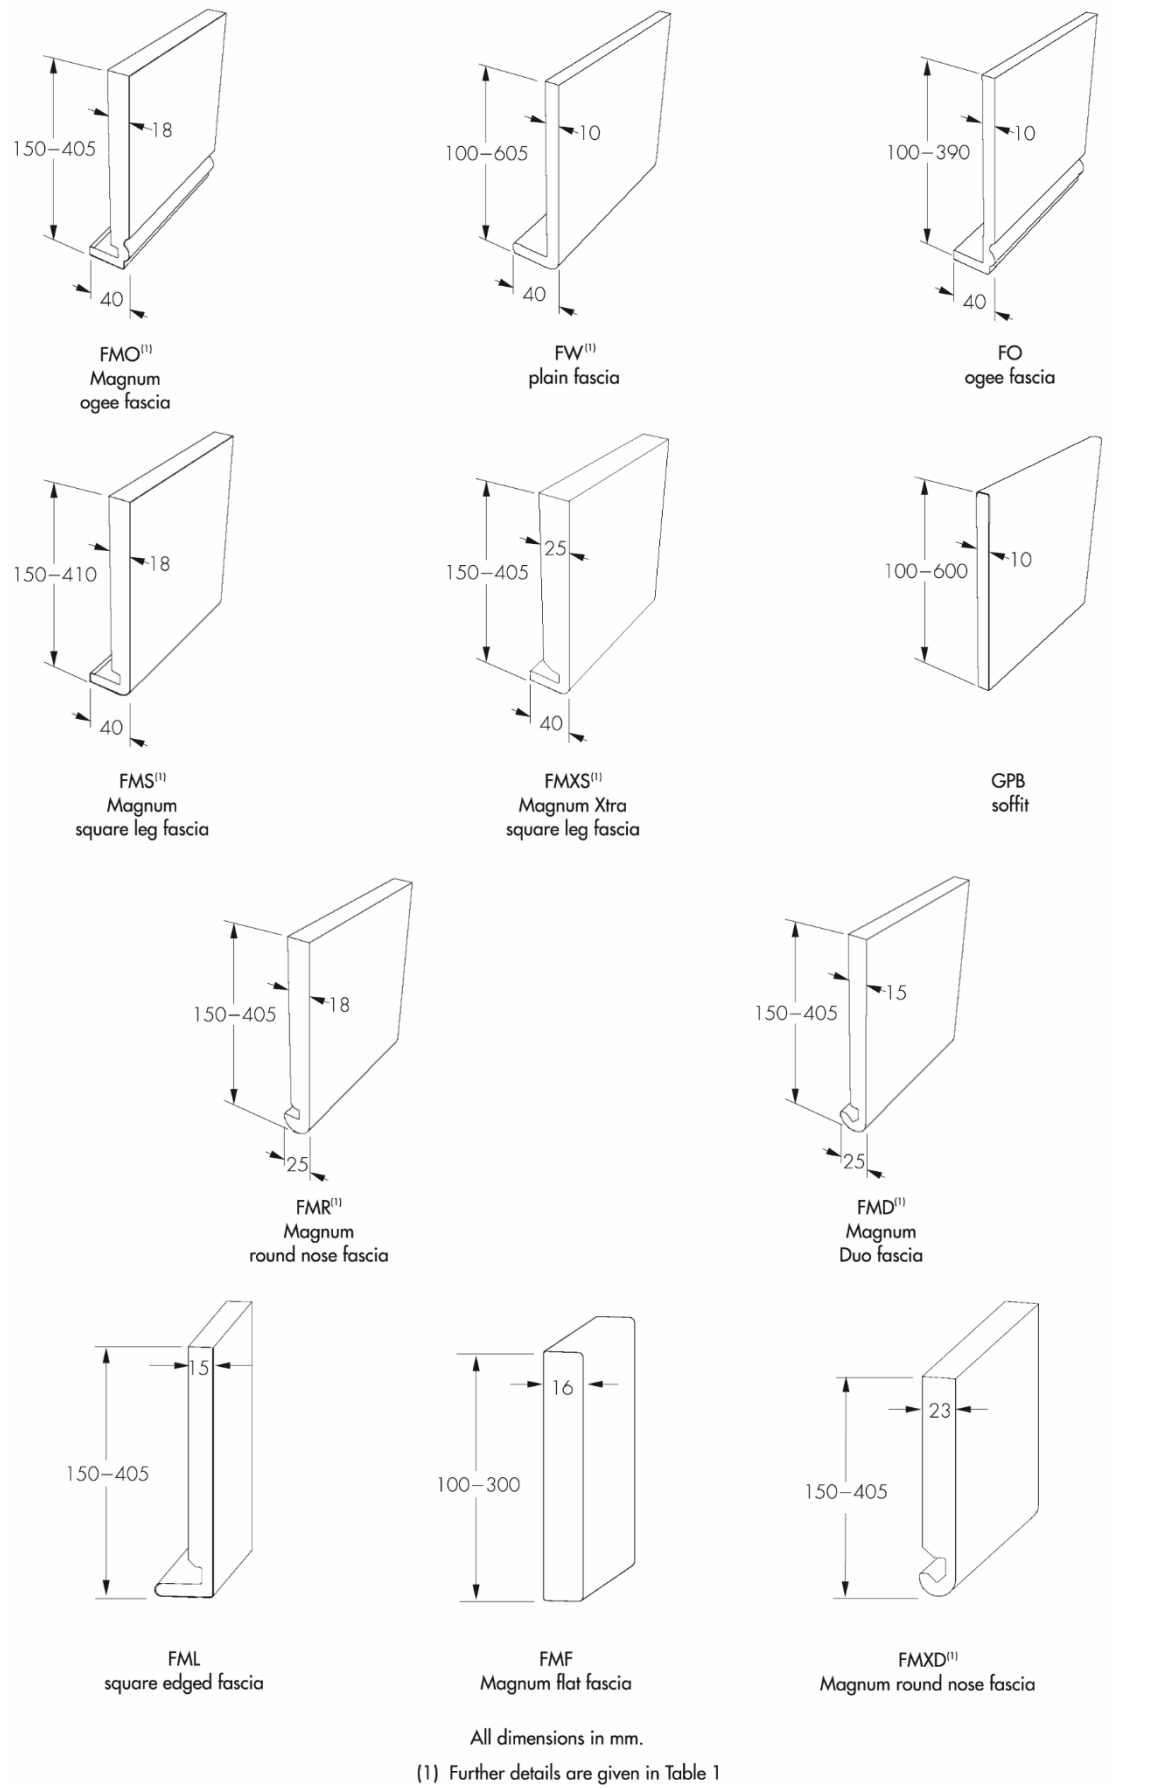 150–405
18
40
FMO(1)
Magnum
ogee fascia
100–605
10
40
FW(1)
plain fascia
100–390
10
40
FO
ogee fascia
150–410
18
40
FMS(1)
Magnum
square leg fascia
150–405
25
40
FMXS(1)
Magnum Xtra
square leg fascia
100–600
10
GPB
soffit
150–405
18
25
FMR(1)
Magnum
round nose fascia
150–405
15
25
FMD(1)
Magnum
Duo fascia
150–405
15
FML
square edged fascia
100–300
16
FMF
Magnum flat fascia
150–405
23
FMXD(1)
Magnum round nose fascia
All dimensions in mm.
(1) Further details are given in Table 1